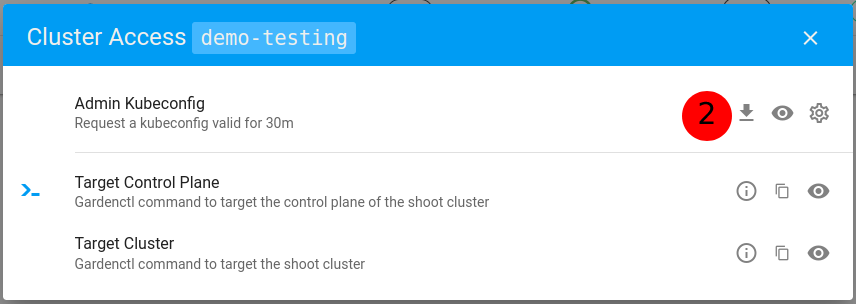 Cluster Access demo-testing
Admin Kubeconfig
Request a kubeconfig valid for 30m
2
Target Control Plane
Gardenctl command to target the control plane of the shoot cluster
Target Cluster
Gardenctl command to target the shoot cluster